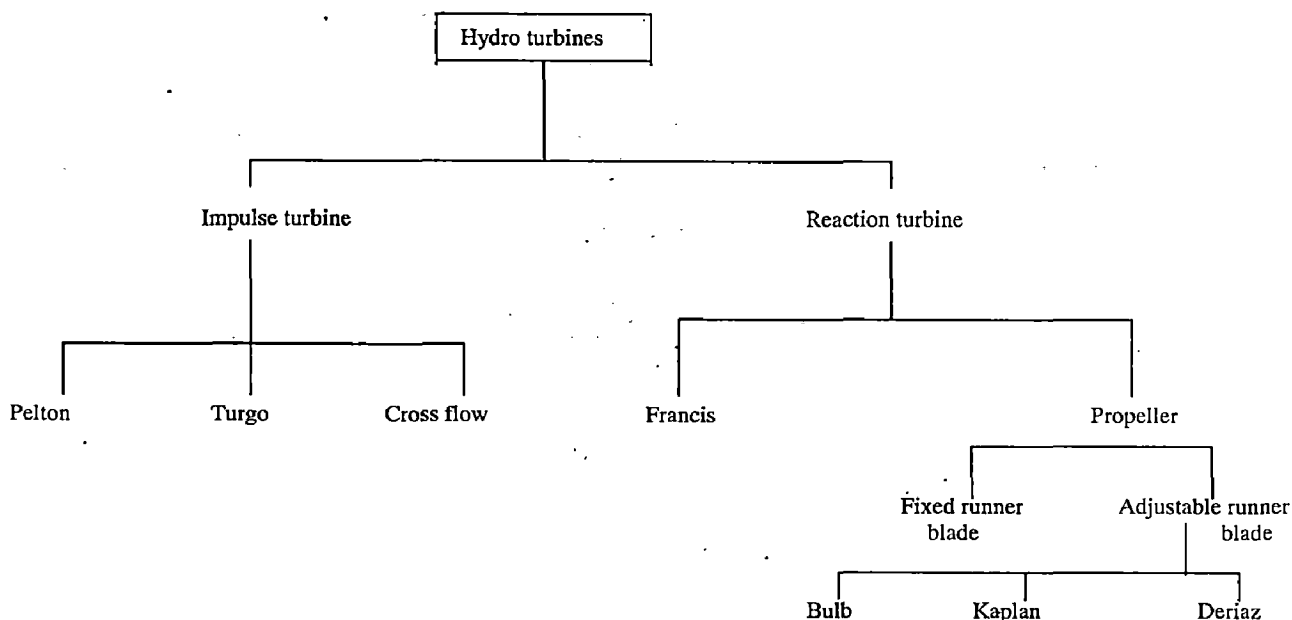 Hydro turbines
Impulse turbine
Reaction turbine
Pelton
Turgo
Cross flow
Francis
Propeller
Fixed runner
blade
Adjustable runner
blade
Bulb
Kaplan
Deriaz